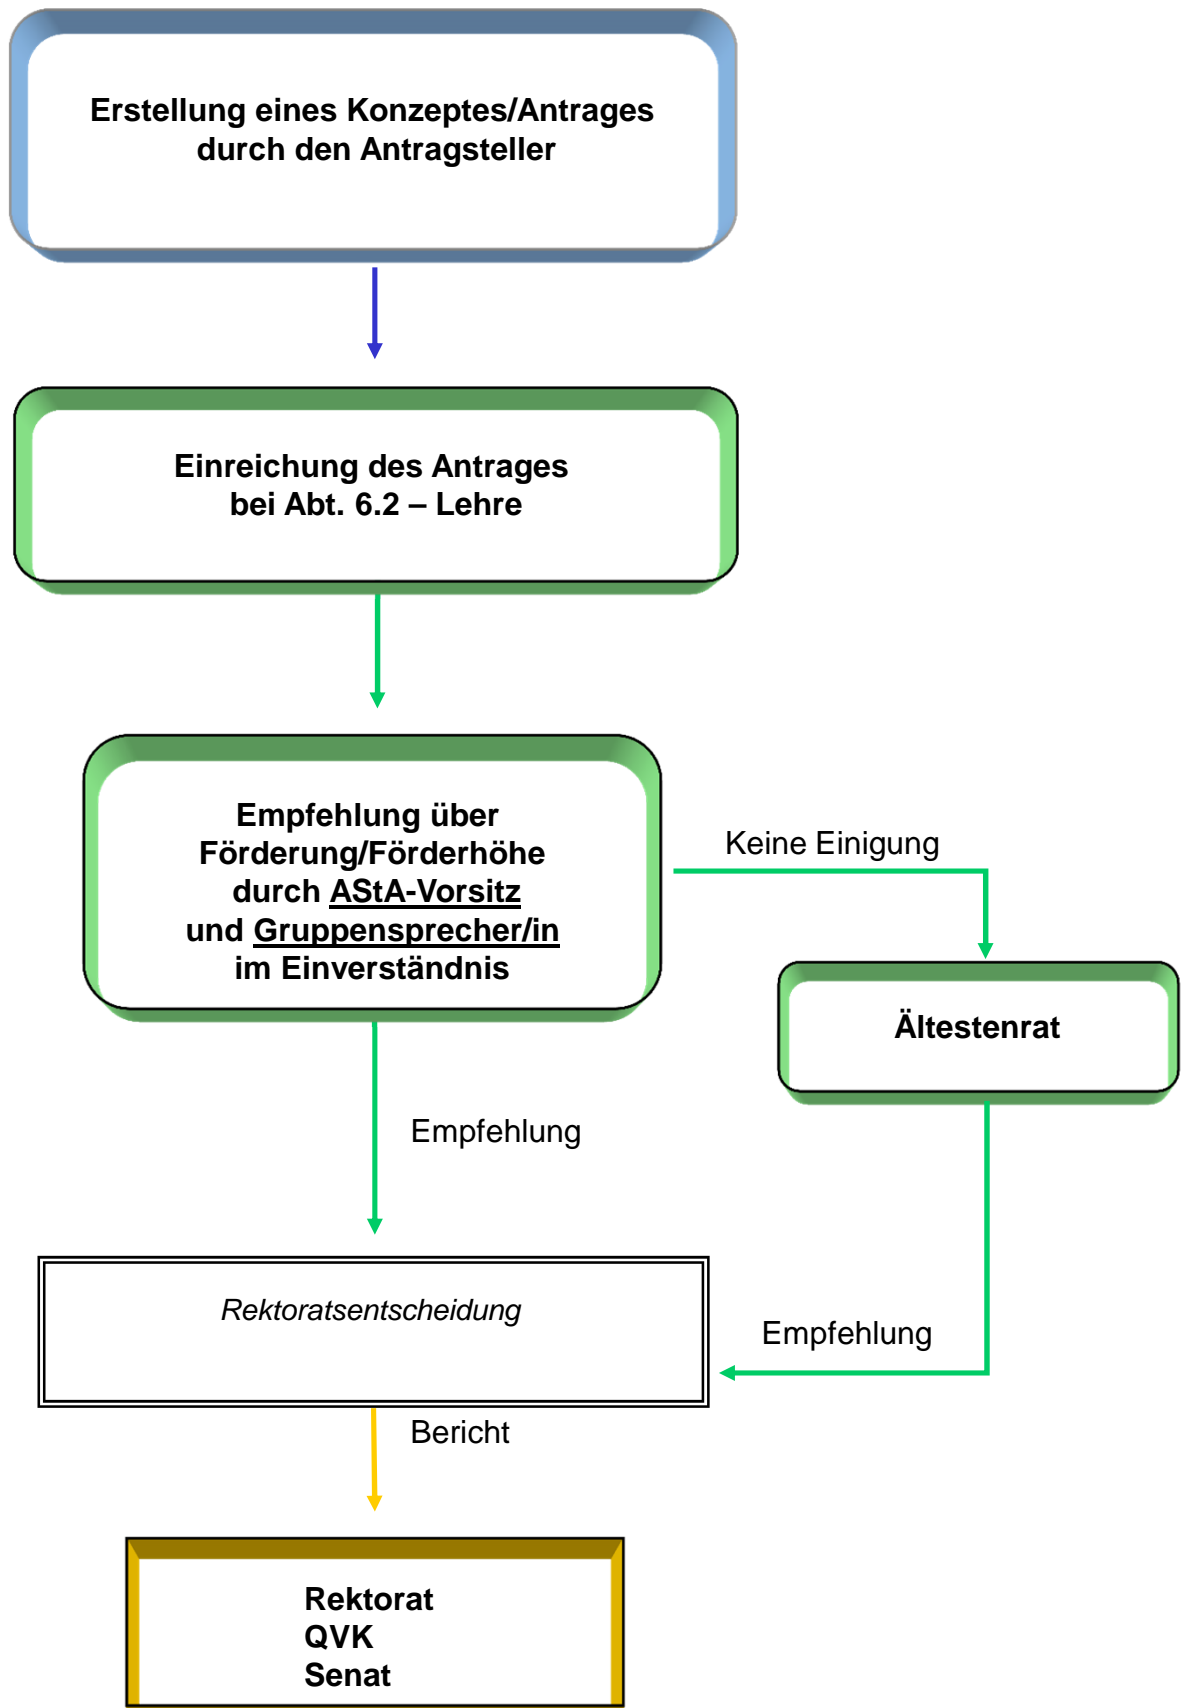 Erstellung eines Konzeptes/Antrages
durch den Antragsteller
Einreichung des Antrages
bei Abt. 6.2 – Lehre
Empfehlung über
Förderung/Förderhöhe
durch AStA-Vorsitz
und Gruppensprecher/in
im Einverständnis
Keine Einigung
Ältestenrat
Empfehlung
Rektoratsentscheidung
Empfehlung
Bericht
Rektorat
QVK
Senat